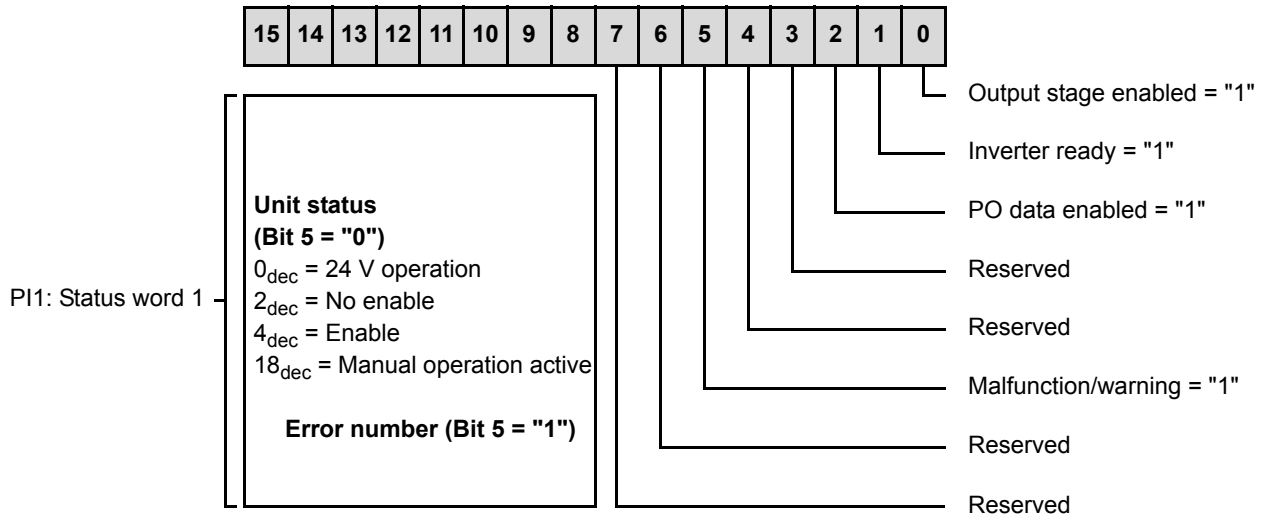 15 14 13 12 11 10 9 8 7 6 5 4 3 2 1 0
Output stage enabled = "1"
Inverter ready = "1"
PO data enabled = "1"
Reserved
Reserved
Malfunction/warning = "1"
Reserved
Reserved
PI1: Status word 1
Unit status
(Bit 5 = "0")
0dec = 24 V operation
2dec = No enable
4dec = Enable
18dec = Manual operation active
Error number (Bit 5 = "1")